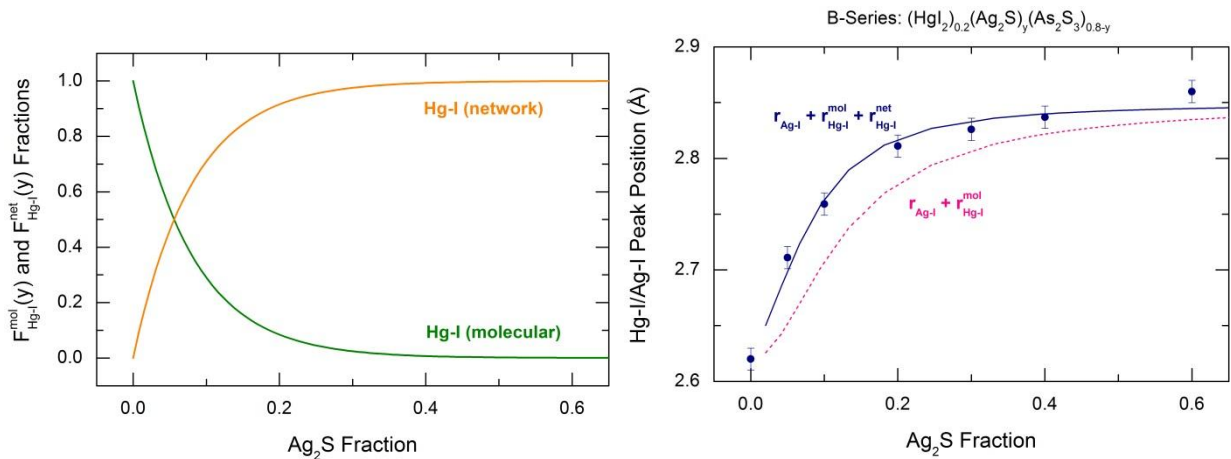 F^mol_Hg-I(y) and F^net_Hg-I(y) Fractions
1.0
0.8
0.6
0.4
0.2
0.0
Hg-I (network)
Hg-I (molecular)
0.0 0.2 0.4 0.6
Ag₂S Fraction
B-Series: (HgI₂)₀.₂(Ag₂S)y(As₂S₃)₀.₈₋y
Hg-I/Ag-I Peak Position (Å)
2.9
2.8
2.7
2.6
r_Ag-I + r^mol_Hg-I + r^net_Hg-I
r_Ag-I + r^mol_Hg-I
0.0 0.2 0.4 0.6
Ag₂S Fraction